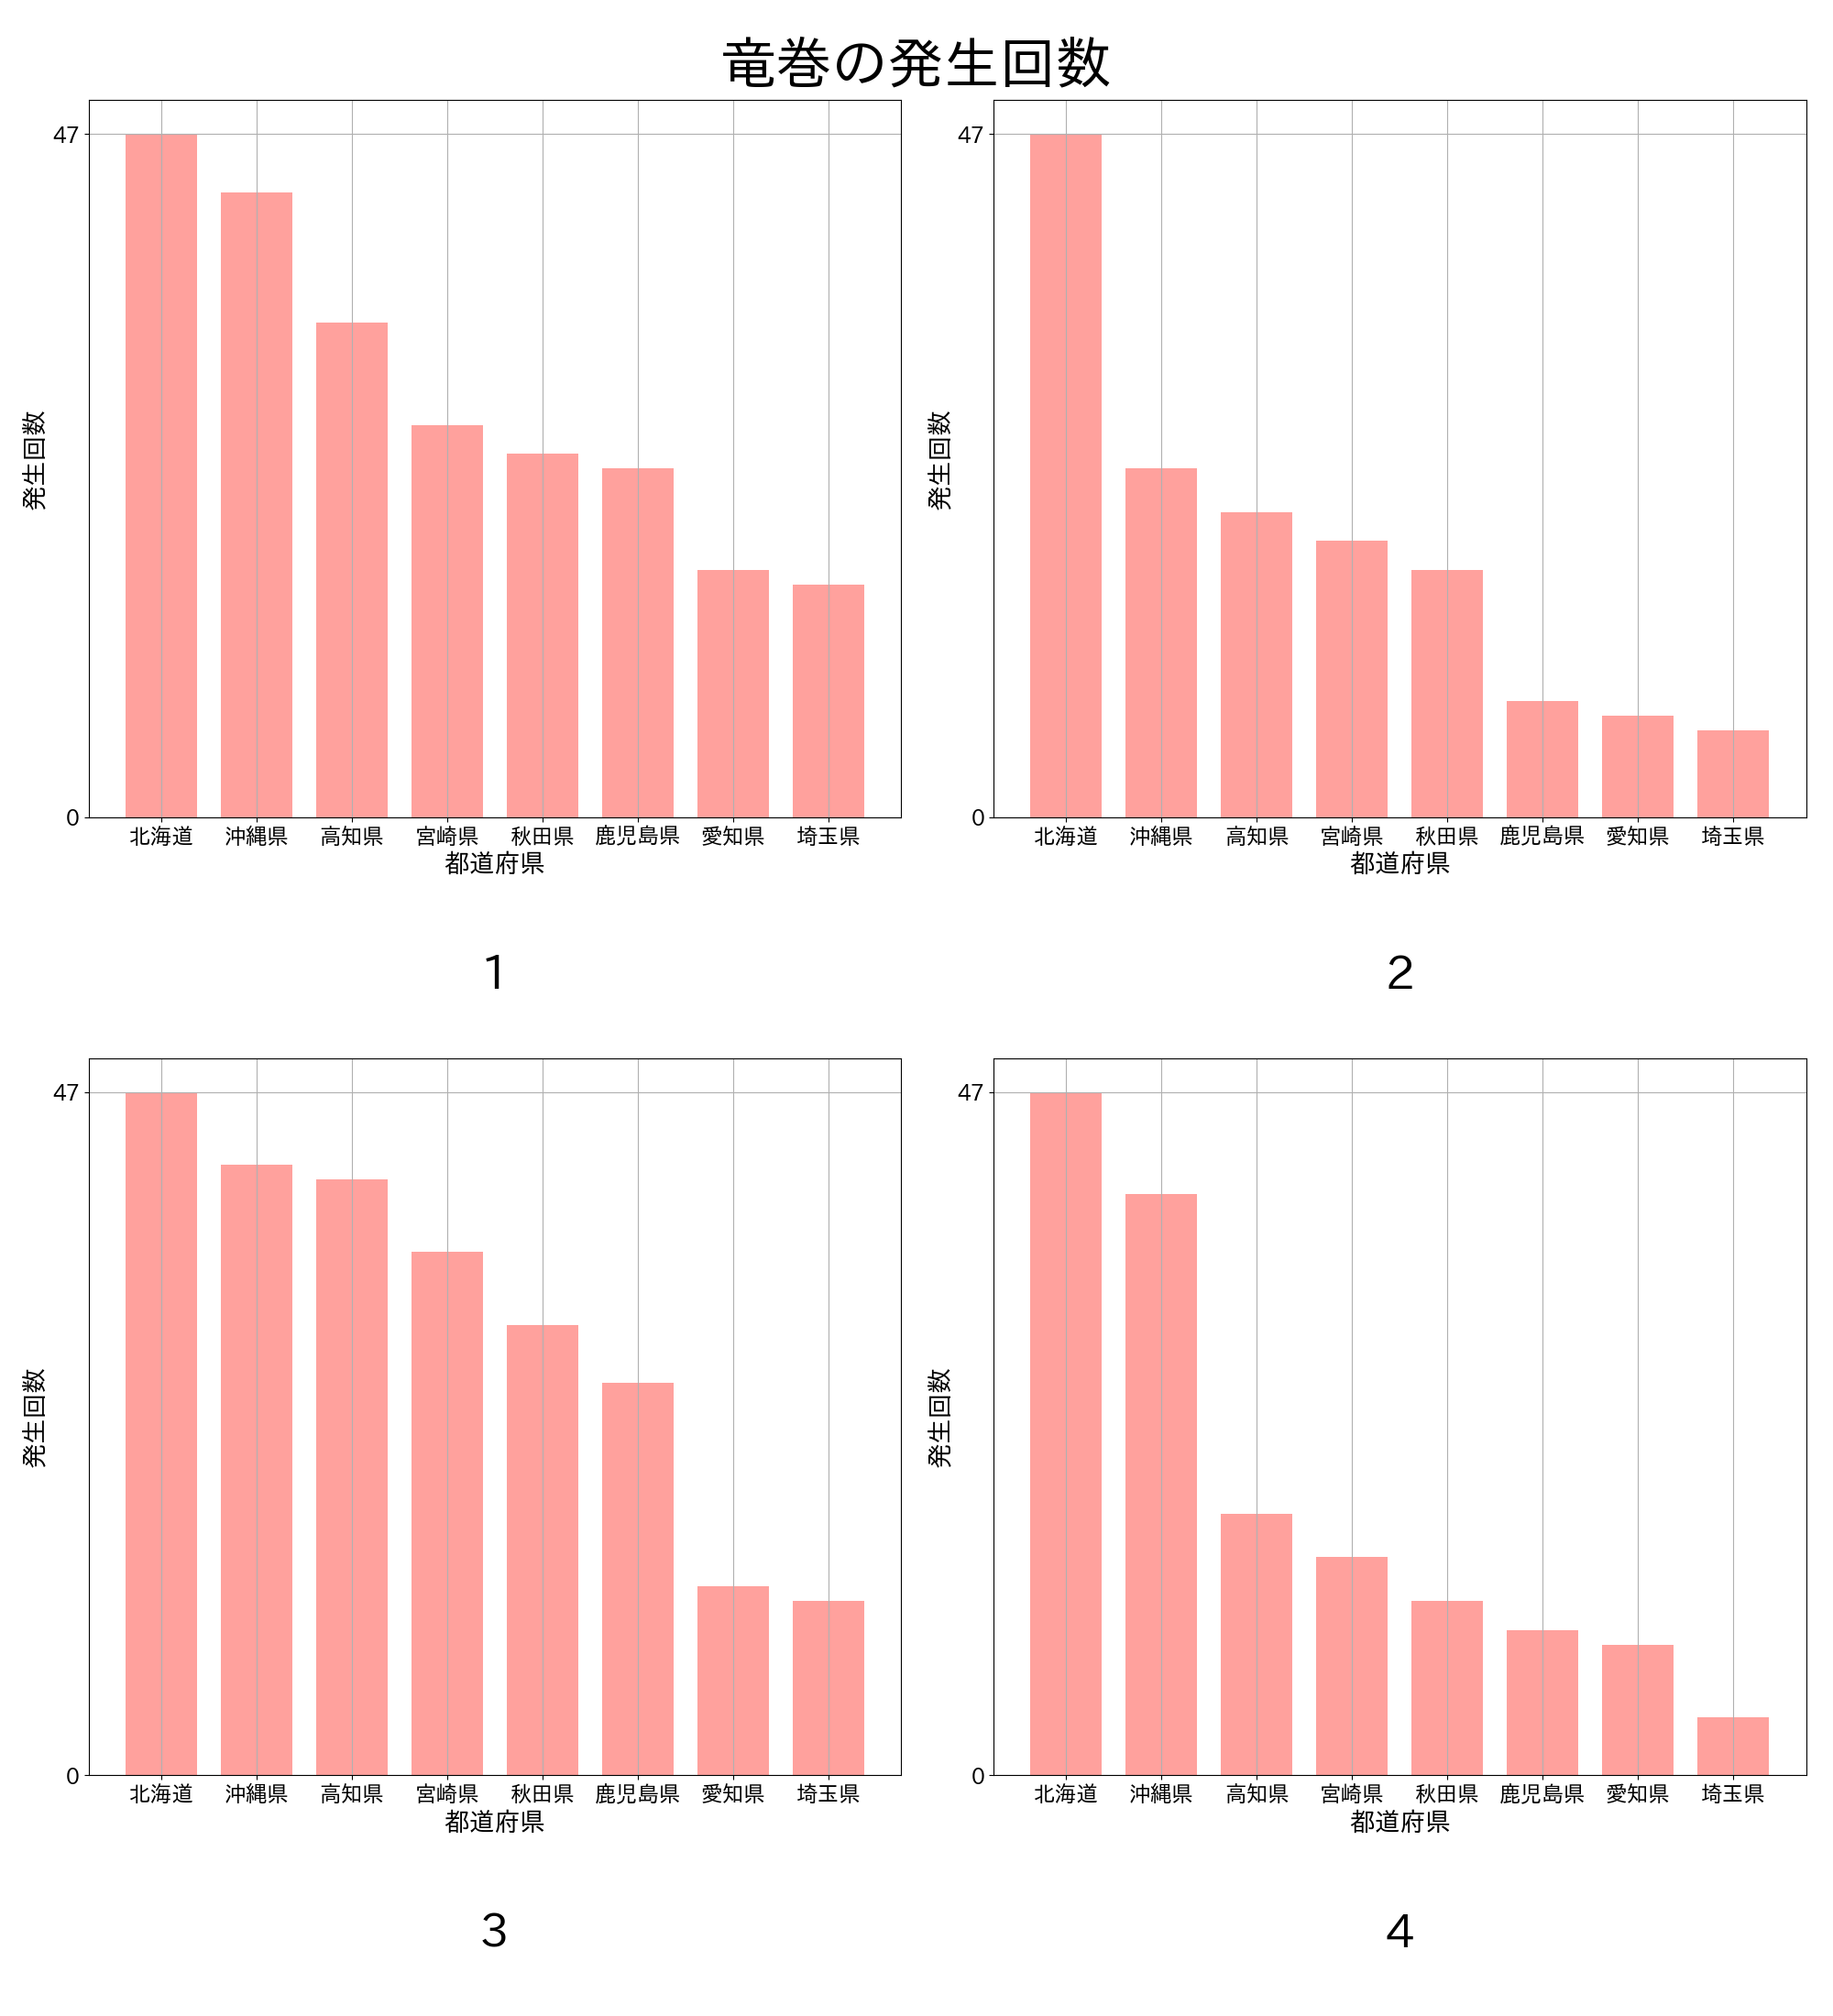 竜巻の発生回数
47
0
発生回数
北海道 沖縄県 高知県 宮崎県 秋田県 鹿児島県 愛知県 埼玉県
都道府県
1
47
0
発生回数
北海道 沖縄県 高知県 宮崎県 秋田県 鹿児島県 愛知県 埼玉県
都道府県
2
47
0
発生回数
北海道 沖縄県 高知県 宮崎県 秋田県 鹿児島県 愛知県 埼玉県
都道府県
3
47
0
発生回数
北海道 沖縄県 高知県 宮崎県 秋田県 鹿児島県 愛知県 埼玉県
都道府県
4